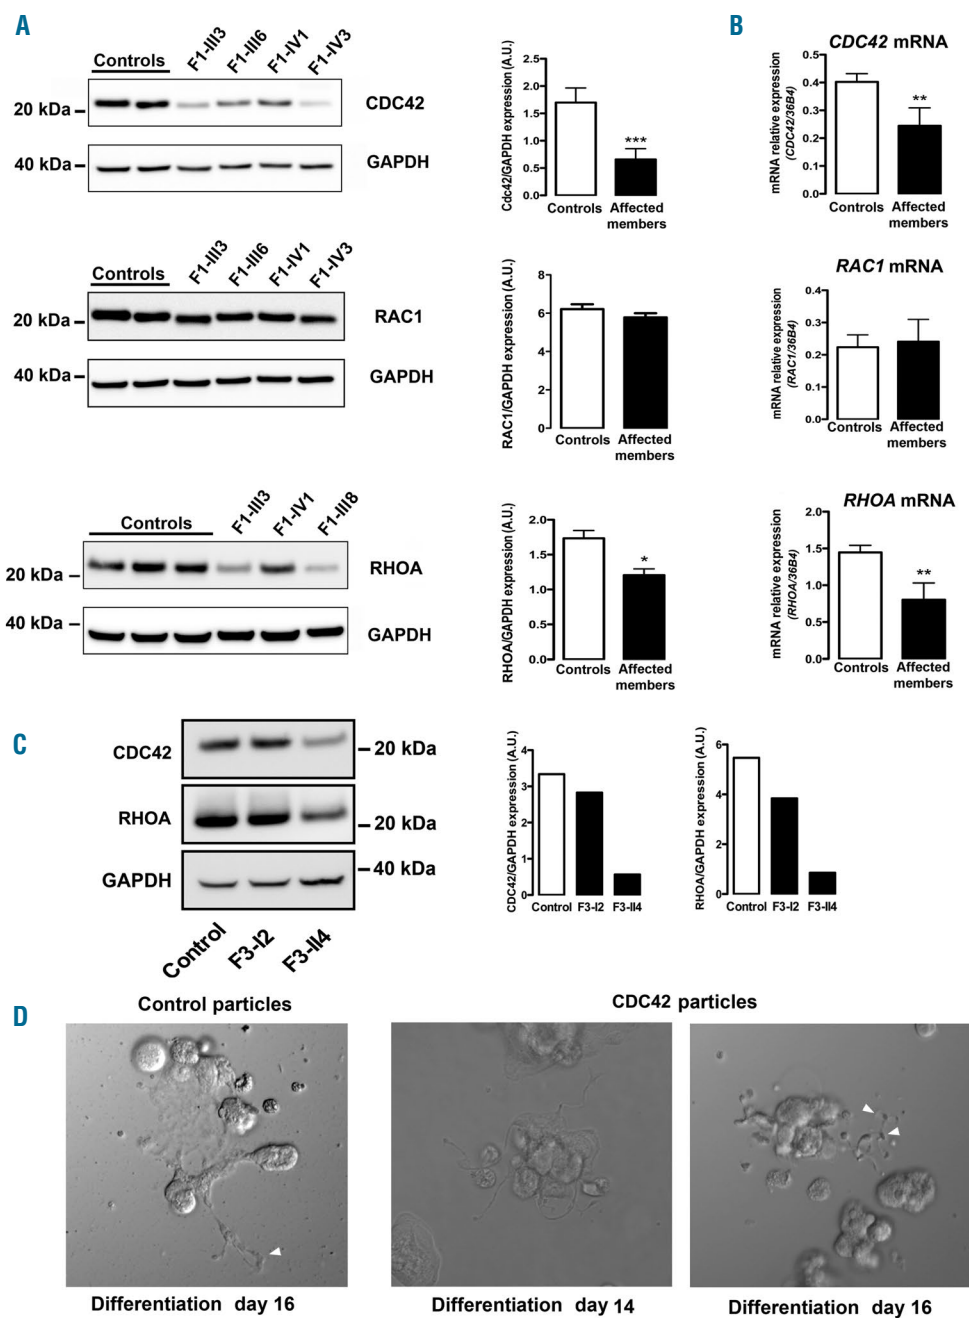 A
Controls
F1-III3
F1-III6
F1-IV1
F1-IV3
20 kDa
CDC42
40 kDa
GAPDH
Cdc42/GAPDH expression (A.U.)
2.5
2.0
1.5
1.0
0.5
0.0
***
Controls
Affected
members
B
CDC42 mRNA
mRNA relative expression
(CDC42/36B4)
0.4
0.3
0.2
0.1
0.0
**
Controls
Affected
members
Controls
F1-III3
F1-III6
F1-IV1
F1-IV3
20 kDa
RAC1
40 kDa
GAPDH
RAC1/GAPDH expression (A.U.)
8
6
4
2
0
Controls
Affected
members
RAC1 mRNA
mRNA relative expression
(RAC1/36B4)
0.4
0.3
0.2
0.1
0.0
Controls
Affected
members
Controls
F1-III3
F1-IV1
F1-III8
20 kDa
RHOA
40 kDa
GAPDH
RHOA/GAPDH expression (A.U.)
2.0
1.5
1.0
0.5
0.0
*
Controls
Affected
members
RHOA mRNA
mRNA relative expression
(RHOA/36B4)
2.0
1.5
1.0
0.5
0.0
**
Controls
Affected
members
C
CDC42
20 kDa
RHOA
20 kDa
GAPDH
40 kDa
Control
F3-I2
F3-II4
CDC42/GAPDH expression (A.U.)
4
3
2
1
0
Control F3-I2 F3-II4
RHOA/GAPDH expression (A.U.)
6
4
2
0
Control F3-I2 F3-II4
D
Control particles
CDC42 particles
Differentiation day 16
Differentiation day 14
Differentiation day 16